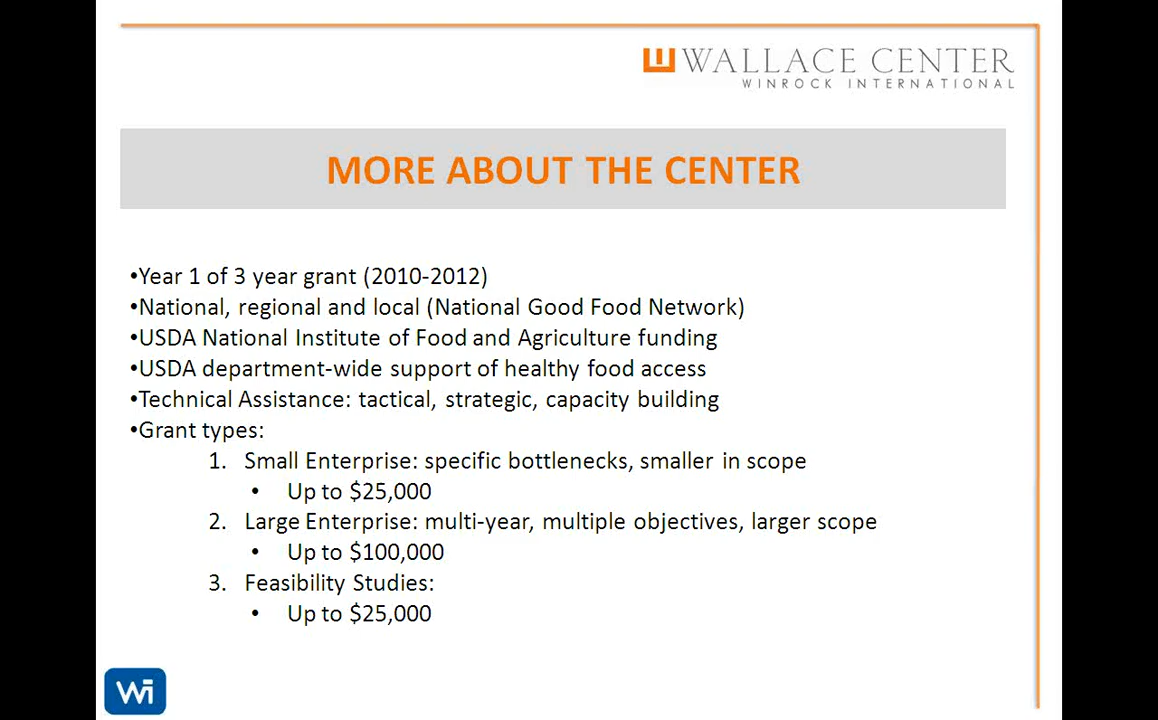 WALLACE CENTER
WINROCK INTERNATIONAL
MORE ABOUT THE CENTER
•Year 1 of 3 year grant (2010-2012)
•National, regional and local (National Good Food Network)
•USDA National Institute of Food and Agriculture funding
•USDA department-wide support of healthy food access
•Technical Assistance: tactical, strategic, capacity building
•Grant types:
1. Small Enterprise: specific bottlenecks, smaller in scope
• Up to $25,000
2. Large Enterprise: multi-year, multiple objectives, larger scope
• Up to $100,000
3. Feasibility Studies:
• Up to $25,000
Wi